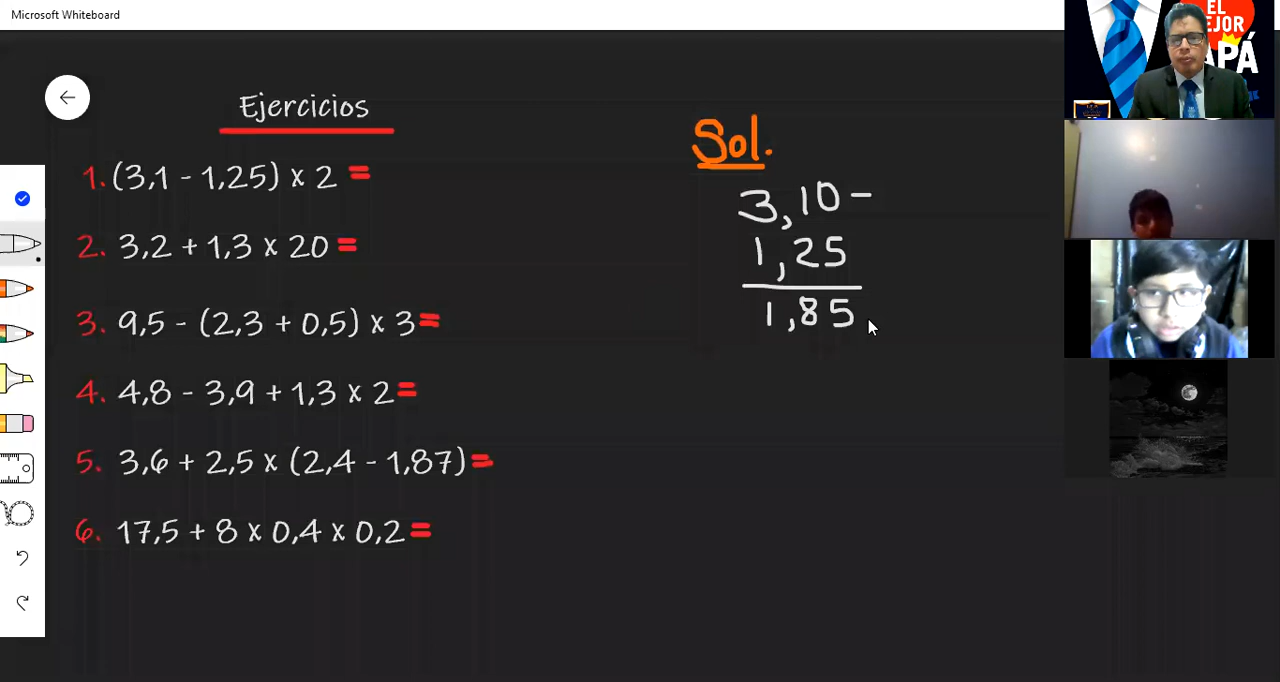 Microsoft Whiteboard
Ejercicios
1. (3,1 - 1,25) x 2 =
2. 3,2 + 1,3 x 20 =
3. 9,5 - (2,3 + 0,5) x 3 =
4. 4,8 - 3,9 + 1,3 x 2 =
5. 3,6 + 2,5 x (2,4 - 1,87) =
6. 17,5 + 8 x 0,4 x 0,2 =
Sol.
3,10 -
1,25
1,85
EL
EJOR
APÁ